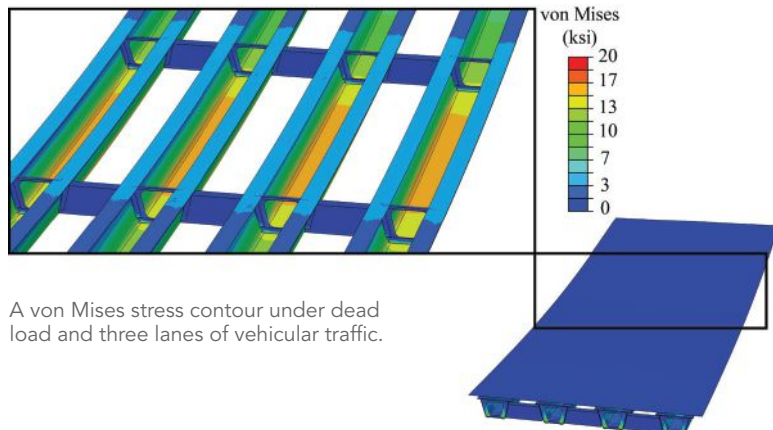 von Mises
(ksi)
20
17
13
10
7
3
0
A von Mises stress contour under dead
load and three lanes of vehicular traffic.